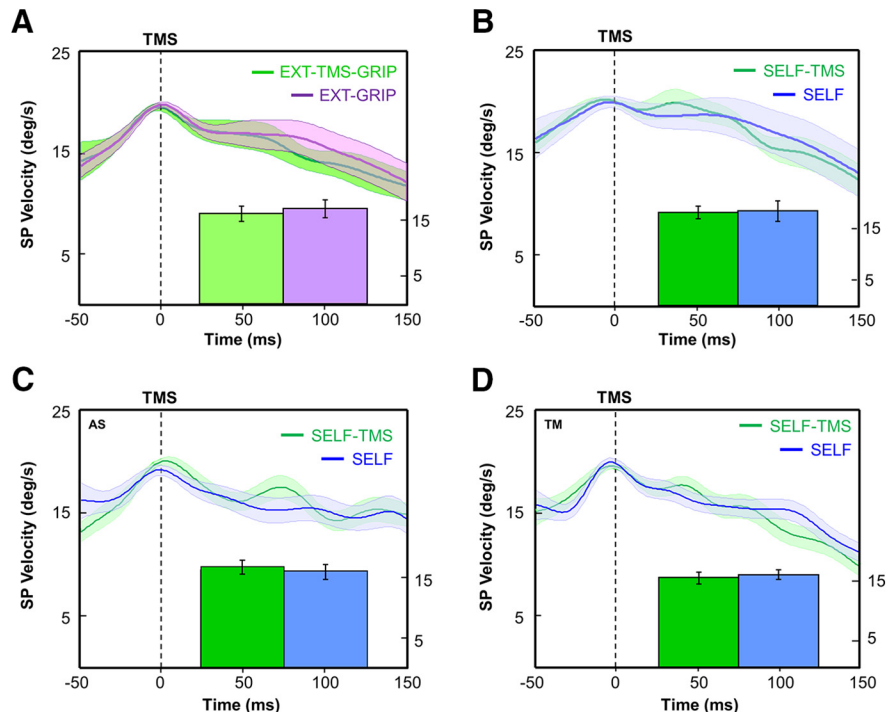 A
TMS
25
15
5
SP Velocity (deg/s)
EXT-TMS-GRIP
EXT-GRIP
15
5
-50 0 50 100 150
Time (ms)
B
TMS
25
15
5
SP Velocity (deg/s)
SELF-TMS
SELF
15
5
-50 0 50 100 150
Time (ms)
C
TMS
25
15
5
SP Velocity (deg/s)
AS
SELF-TMS
SELF
15
5
-50 0 50 100 150
Time (ms)
D
TMS
25
15
5
SP Velocity (deg/s)
TM
SELF-TMS
SELF
15
5
-50 0 50 100 150
Time (ms)